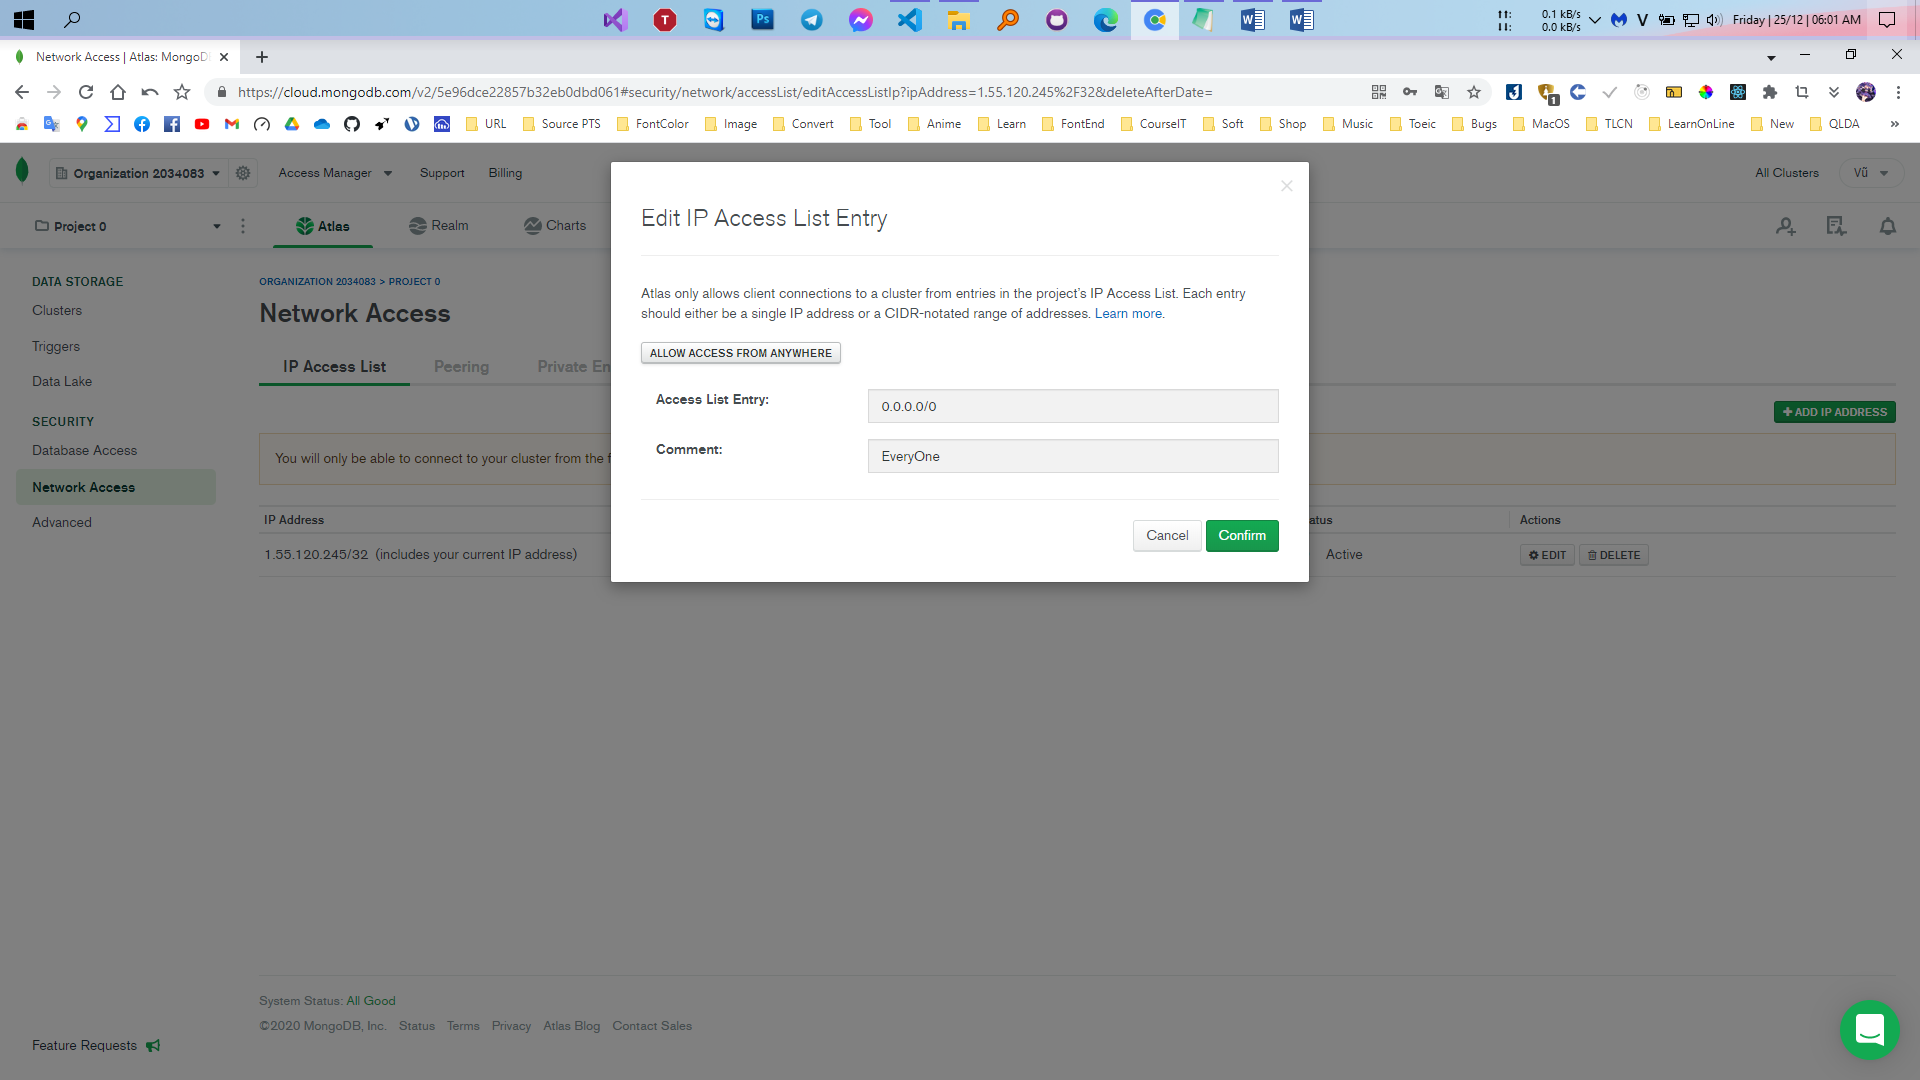 0.1 kB/s
0.0 kB/s
Friday | 25/12 | 06:01 AM
Network Access | Atlas: MongoD
https://cloud.mongodb.com/v2/5e96dce22857b32eb0dbd061#security/network/accessList/editAccessListIp?ipAddress=1.55.120.245%2F32&deleteAfterDate=
URL Source PTS FontColor Image Convert Tool Anime Learn FontEnd CourseIT Soft Shop Music Toeic Bugs MacOS TLCN LearnOnLine New QLDA
Organization 2034083 Access Manager Support Billing All Clusters Vũ
Project 0 Atlas Realm Charts
DATA STORAGE
Clusters
Triggers
Data Lake
SECURITY
Database Access
Network Access
Advanced
Feature Requests
ORGANIZATION 2034083 > PROJECT 0
Network Access
IP Access List Peering Private En
ADD IP ADDRESS
You will only be able to connect to your cluster from the f
IP Address atus Actions
1.55.120.245/32 (includes your current IP address) Active EDIT DELETE
Edit IP Access List Entry
Atlas only allows client connections to a cluster from entries in the project's IP Access List. Each entry
should either be a single IP address or a CIDR-notated range of addresses. Learn more.
ALLOW ACCESS FROM ANYWHERE
Access List Entry: 0.0.0.0/0
Comment: EveryOne
Cancel Confirm
System Status: All Good
©2020 MongoDB, Inc. Status Terms Privacy Atlas Blog Contact Sales